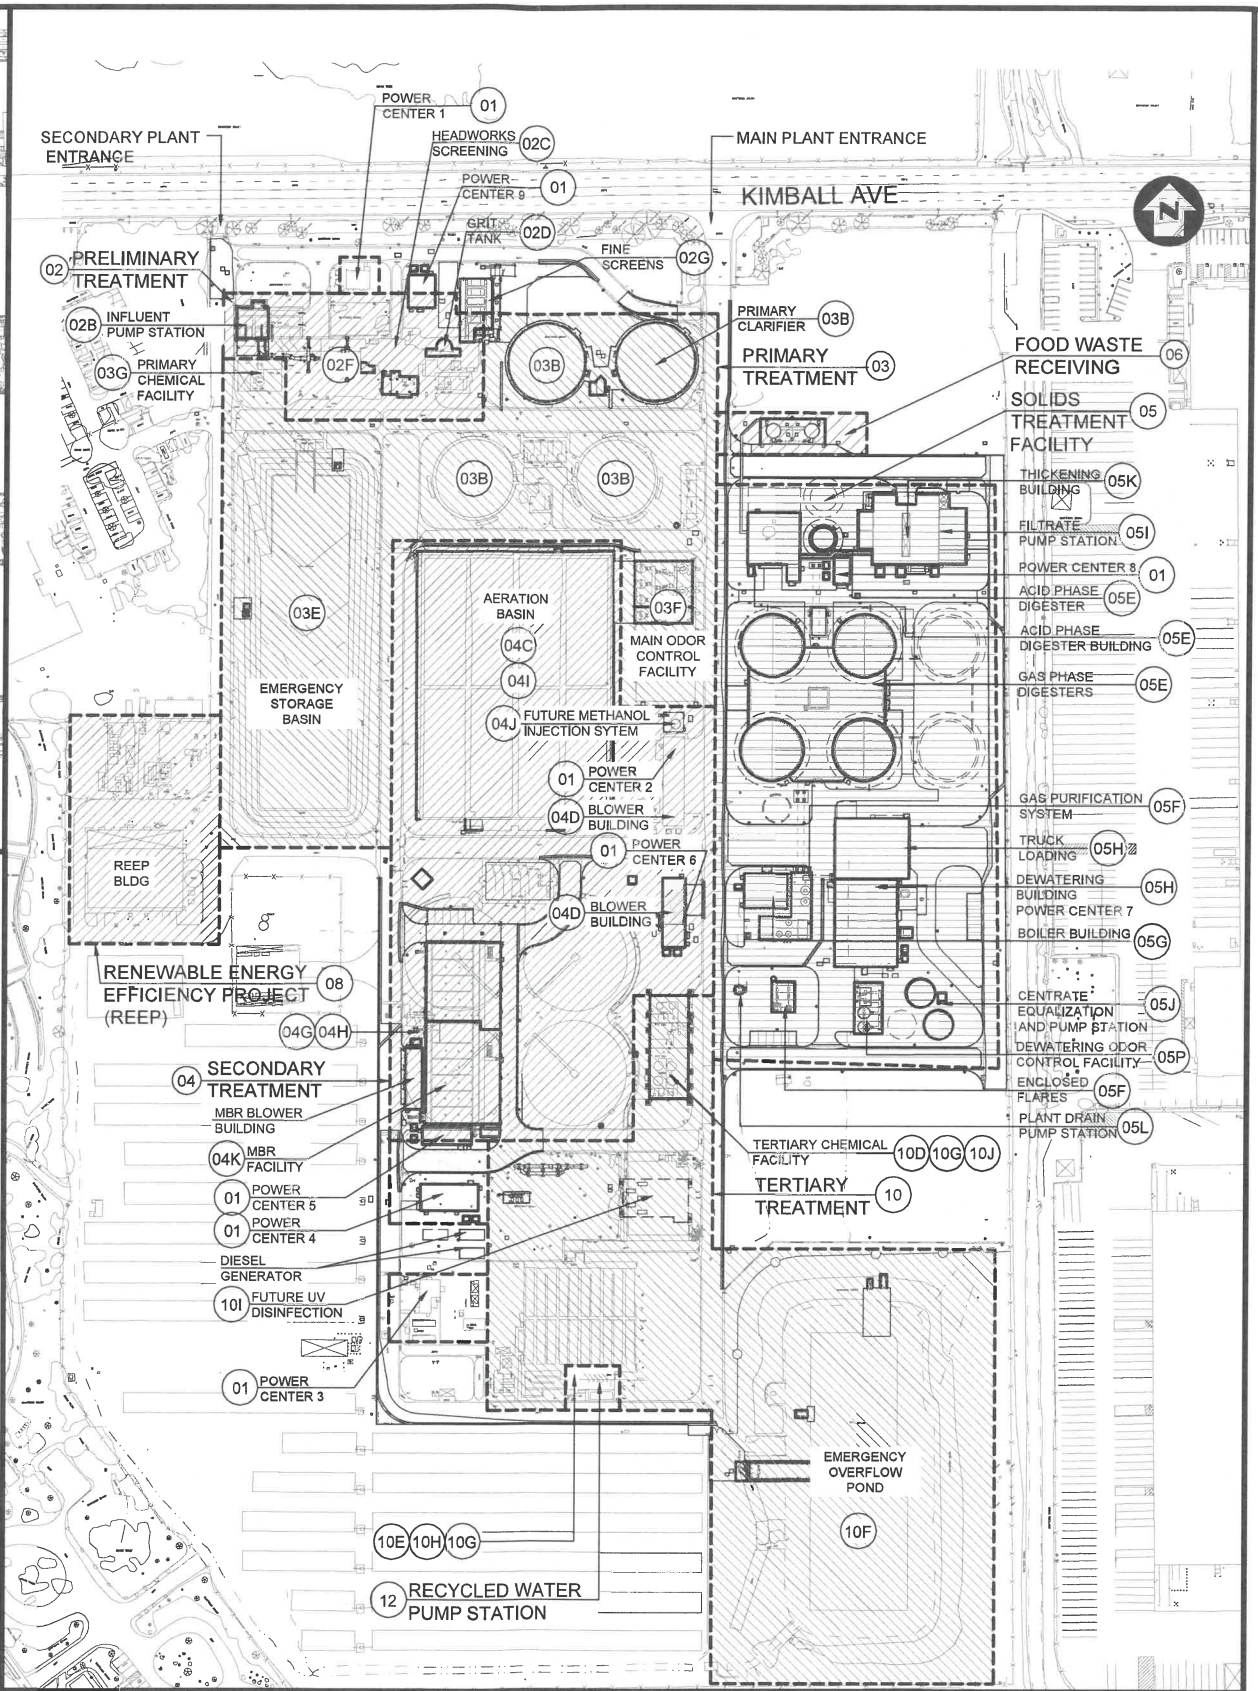 POWER
CENTER 1
01
SECONDARY PLANT
ENTRANCE
HEADWORKS
SCREENING
02C
MAIN PLANT ENTRANCE
POWER
CENTER 9
01
KIMBALL AVE
N
GRIT
TANK
02D
FINE
SCREENS
02G
02
PRELIMINARY
TREATMENT
02B
INFLUENT
PUMP STATION
03G
PRIMARY
CHEMICAL
FACILITY
02F
03B
PRIMARY
CLARIFIER
03B
PRIMARY
TREATMENT
03
FOOD WASTE
RECEIVING
06
SOLIDS
TREATMENT
FACILITY
05
03B
03B
THICKENING
BUILDING
05K
FILTRATE
PUMP STATION
05I
POWER CENTER 8
01
ACID PHASE
DIGESTER
05E
ACID PHASE
DIGESTER BUILDING
05E
GAS PHASE
DIGESTERS
05E
03E
EMERGENCY
STORAGE
BASIN
AERATION
BASIN
04C
04I
04J
FUTURE METHANOL
INJECTION SYTEM
03F
MAIN ODOR
CONTROL
FACILITY
01
POWER
CENTER 2
04D
BLOWER
BUILDING
01
POWER
CENTER 6
04D
BLOWER
BUILDING
GAS PURIFICATION
SYSTEM
05F
TRUCK
LOADING
05H
DEWATERING
BUILDING
05H
POWER CENTER 7
BOILER BUILDING
05G
CENTRATE
EQUALIZATION
AND PUMP STATION
05J
DEWATERING ODOR
CONTROL FACILITY
05P
ENCLOSED
FLARES
05F
PLANT DRAIN
PUMP STATION
05L
REEP
BLDG
RENEWABLE ENERGY
EFFICIENCY PROJECT
(REEP)
08
04G
04H
04
SECONDARY
TREATMENT
MBR BLOWER
BUILDING
04K
MBR
FACILITY
01
POWER
CENTER 5
01
POWER
CENTER 4
DIESEL
GENERATOR
10I
FUTURE UV
DISINFECTION
01
POWER
CENTER 3
TERTIARY CHEMICAL
FACILITY
10D
10G
10J
TERTIARY
TREATMENT
10
EMERGENCY
OVERFLOW
POND
10F
10E
10H
10G
12
RECYCLED WATER
PUMP STATION